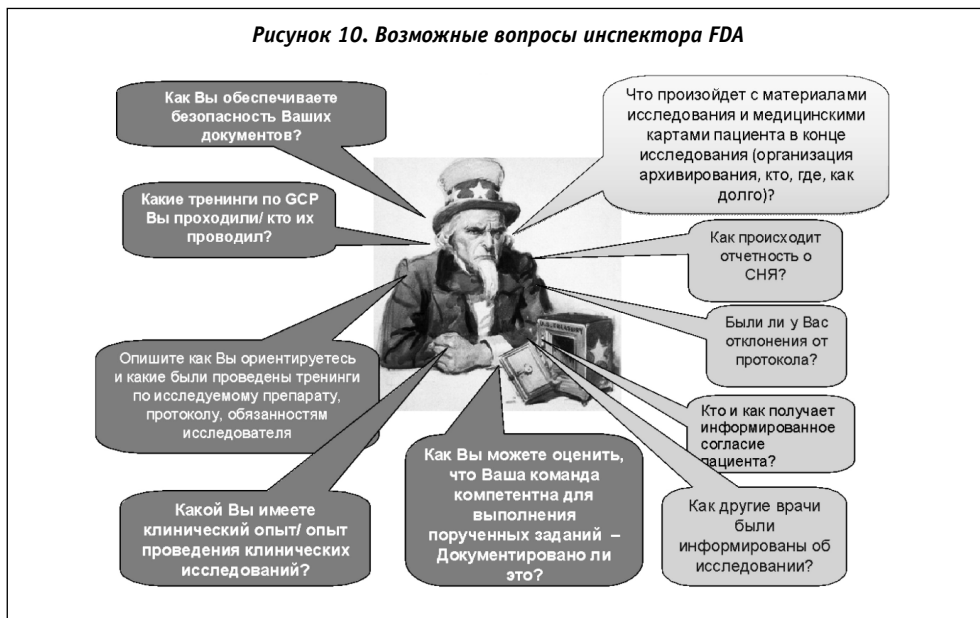 Рисунок 10. Возможные вопросы инспектора FDA
Как Вы обеспечиваете
безопасность Ваших
документов?
Какие тренинги по GCP
Вы проходили/ кто их
проводил?
Опишите как Вы ориентируетесь
и какие были проведены тренинги
по исследуемому препарату,
протоколу, обязанностям
исследователя
Какой Вы имеете
клинический опыт/ опыт
проведения клинических
исследований?
Как Вы можете оценить,
что Ваша команда
компетентна для
выполнения
порученных заданий –
Документировано ли
это?
Что произойдет с материалами
исследования и медицинскими
картами пациента в конце
исследования (организация
архивирования, кто, где, как
долго)?
Как происходит
отчетность о
СНЯ?
Были ли у Вас
отклонения от
протокола?
Кто и как получает
информированное
согласие
пациента?
Как другие врачи
были
информированы об
исследовании?
U.S. TREASURY